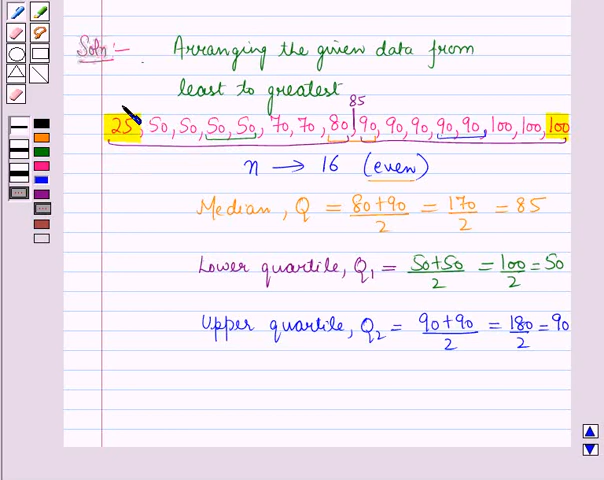 Soln:- Arranging the given data from
least to greatest
85
25, 50, 50, 50, 50, 70, 70, 80, 90, 90, 90, 90, 90, 100, 100, 100
n → 16 (even)
Median, Q = 80+90/2 = 170/2 = 85
Lower quartile, Q1 = 50+50/2 = 100/2 = 50
Upper quartile, Q2 = 90+90/2 = 180/2 = 90